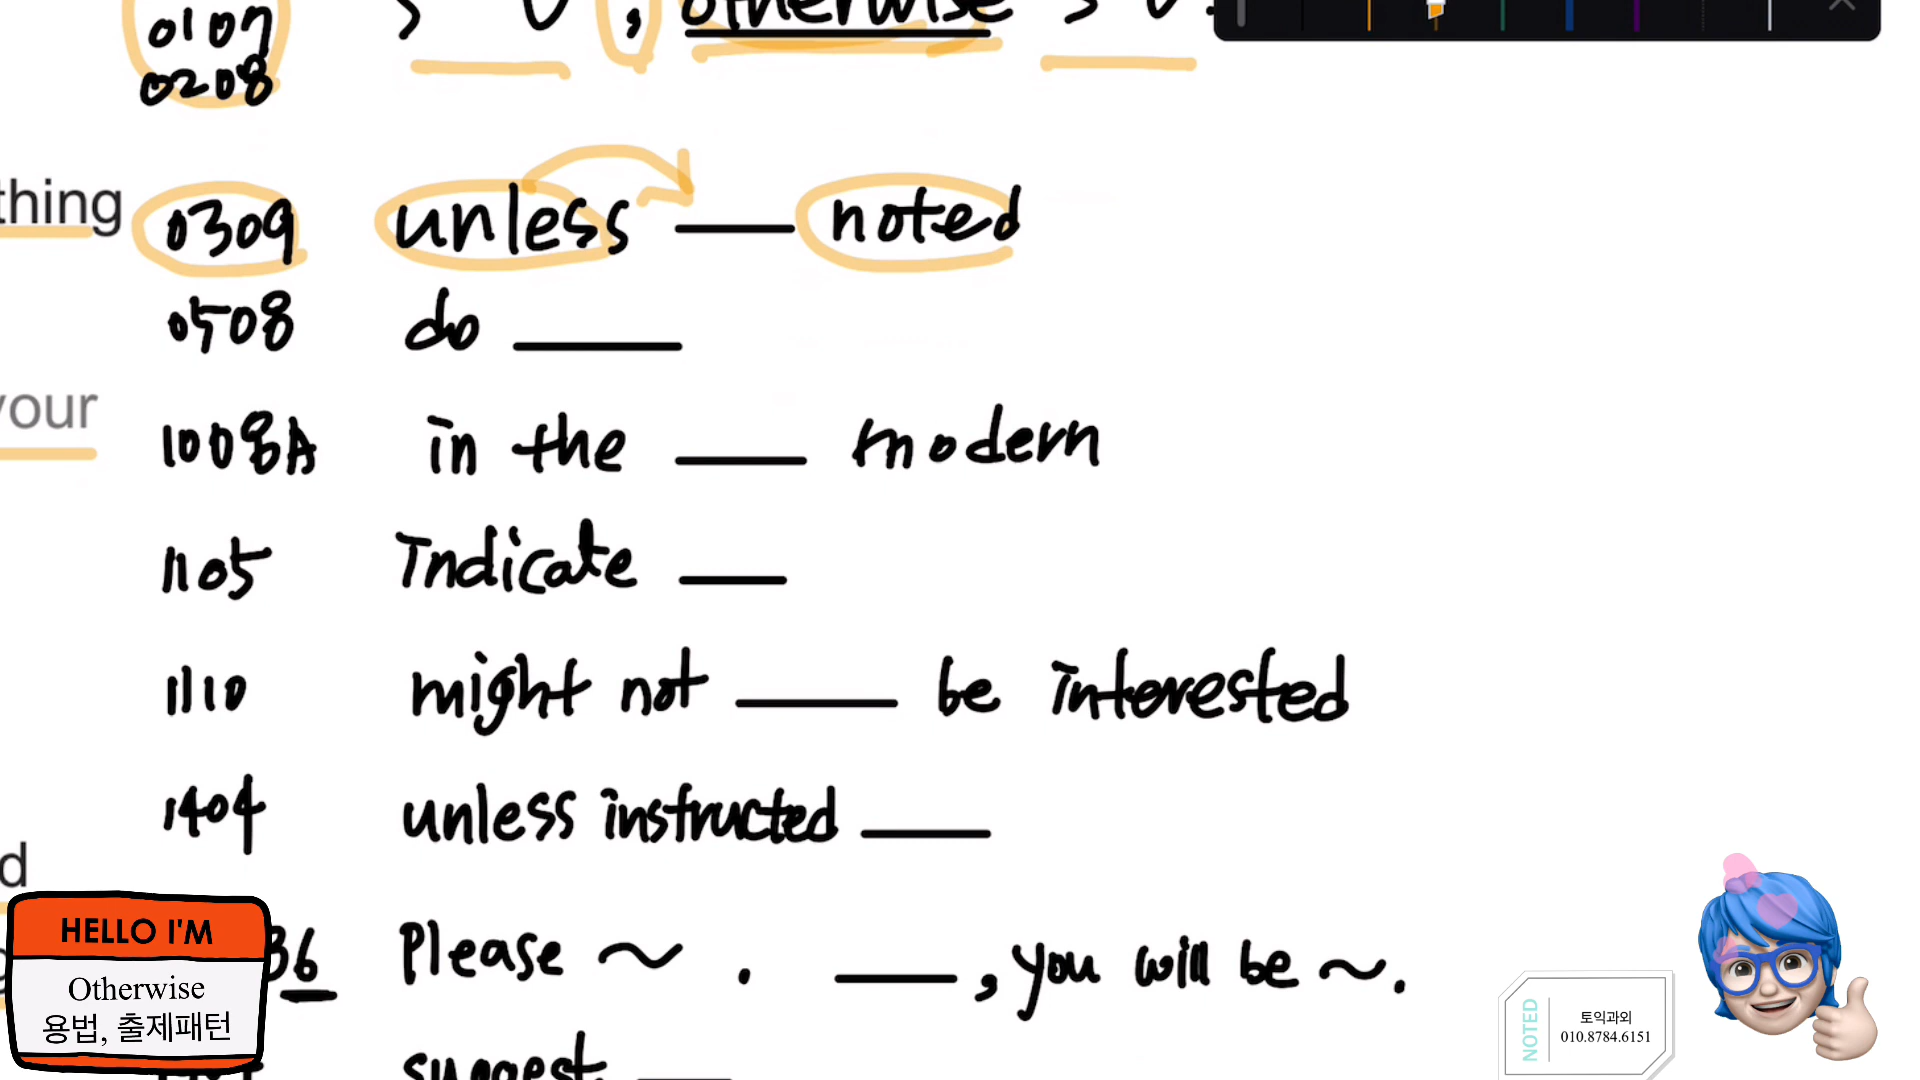 0107 S V , otherwise S V.
0208
thing 0309 unless ___ noted
0508 do ___
your
1008A in the ___ modern
1105 Indicate ___
1110 might not ___ be interested
1404 unless instructed ___
d
36 Please ~ . ___, you will be ~.
suggest ___
HELLO I'M
Otherwise
용법, 출제패턴
NOTED
토익과외
010.8784.6151